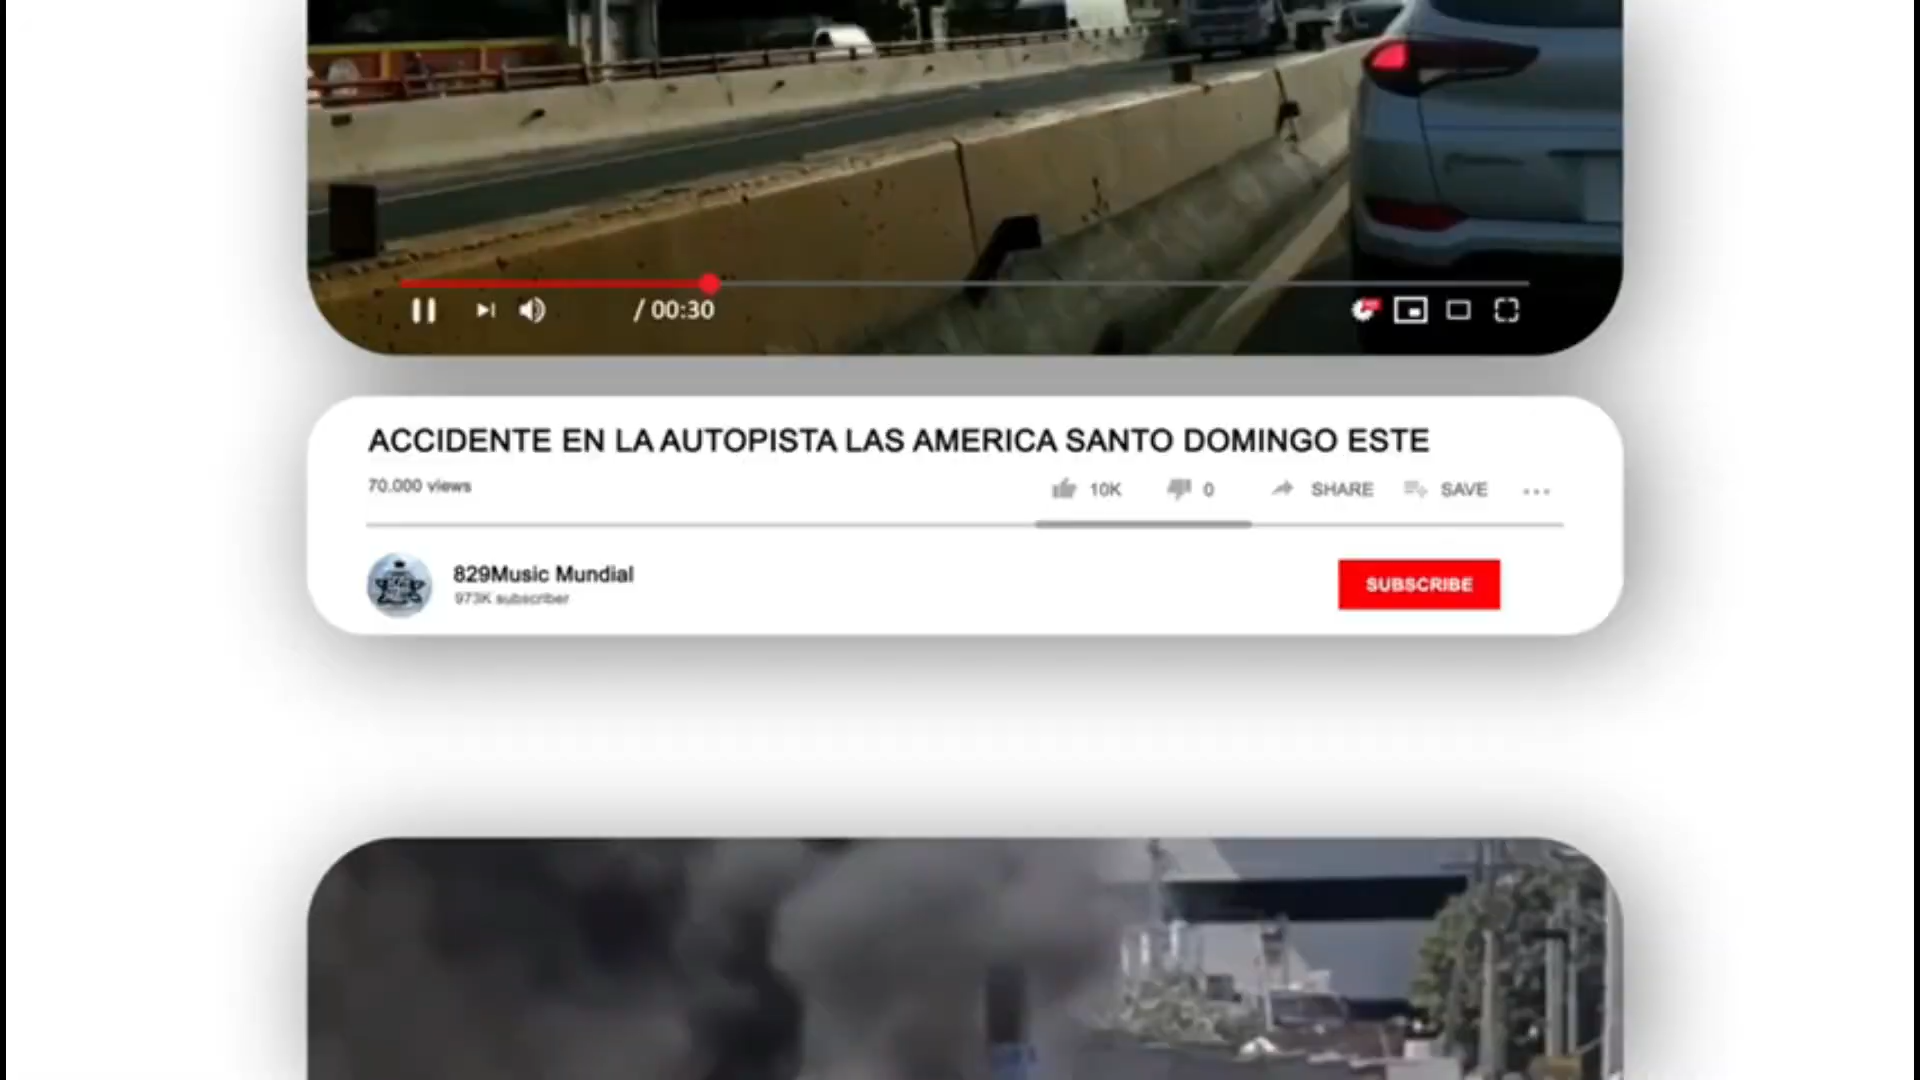 / 00:30
ACCIDENTE EN LA AUTOPISTA LAS AMERICA SANTO DOMINGO ESTE
70.000 views
10K 0 SHARE SAVE
829Music Mundial
973K subscriber
SUBSCRIBE